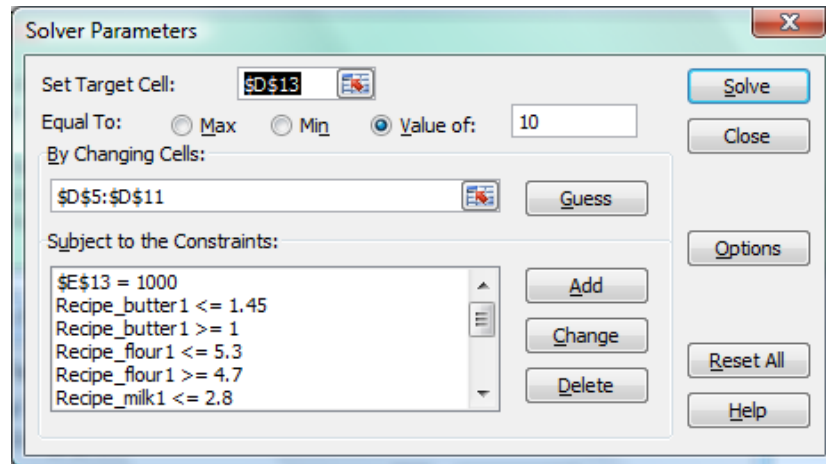 Solver Parameters
X
Set Target Cell: $D$13
Solve
Equal To: Max Min Value of: 10
Close
By Changing Cells:
$D$5:$D$11
Guess
Subject to the Constraints:
Options
$E$13 = 1000
Add
Recipe_butter1 <= 1.45
Recipe_butter1 >= 1
Change
Recipe_flour1 <= 5.3
Recipe_flour1 >= 4.7
Reset All
Recipe_milk1 <= 2.8
Delete
Help